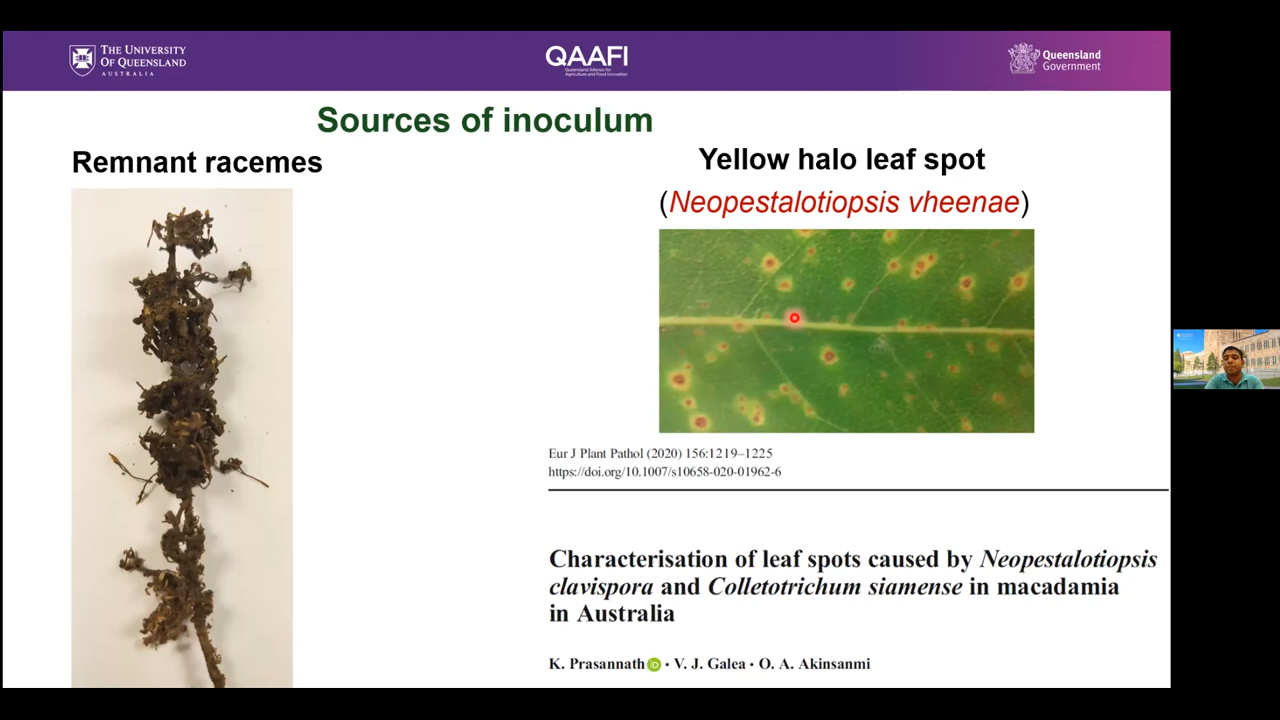 THE UNIVERSITY
OF QUEENSLAND
AUSTRALIA
QAAFI
Queensland Alliance for
Agriculture and Food Innovation
Queensland
Government
Sources of inoculum
Remnant racemes
Yellow halo leaf spot
(Neopestalotiopsis vheenae)
Eur J Plant Pathol (2020) 156:1219–1225
https://doi.org/10.1007/s10658-020-01962-6
Characterisation of leaf spots caused by Neopestalotiopsis
clavispora and Colletotrichum siamense in macadamia
in Australia
K. Prasannath iD · V. J. Galea · O. A. Akinsanmi